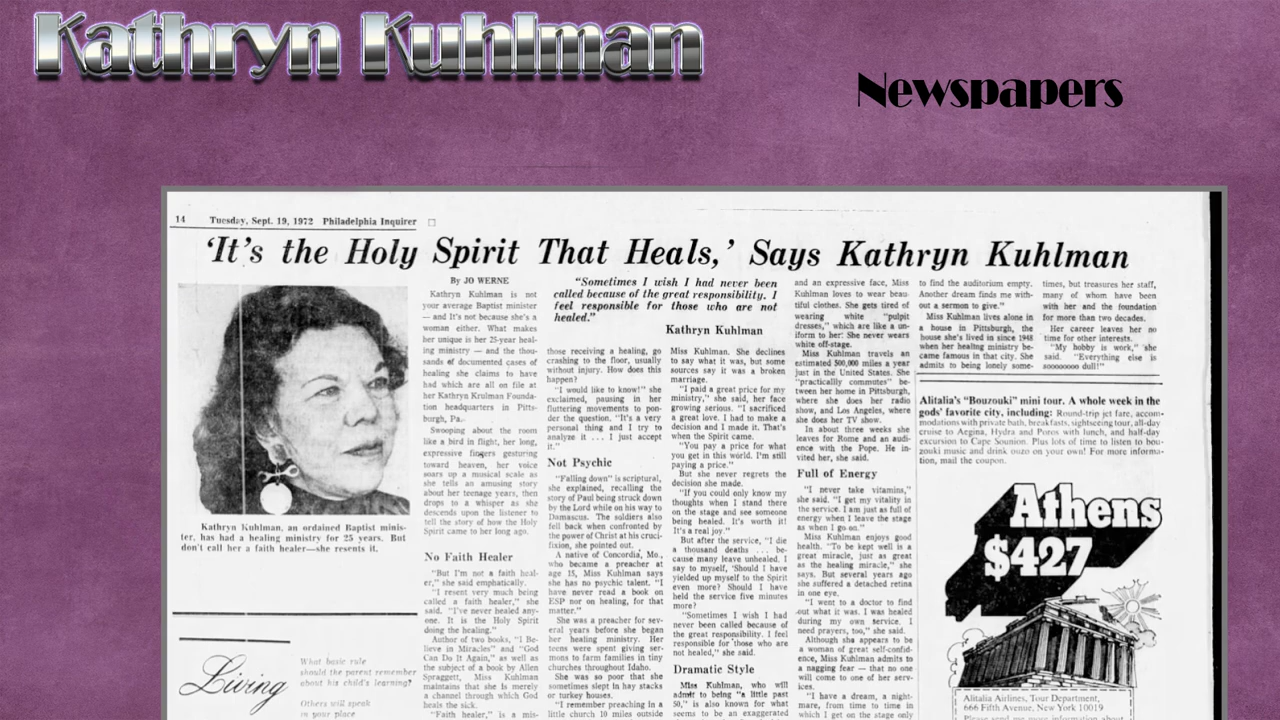 Kathryn Kuhlman
Newspapers
14 Tuesday, Sept. 19, 1972 Philadelphia Inquirer
‘It’s the Holy Spirit That Heals,’ Says Kathryn Kuhlman
Kathryn Kuhlman, an ordained Baptist minis-
ter, has had a healing ministry for 25 years. But
don’t call her a faith healer—she resents it.
Living
What basic rule
should the parent remember
about his child’s learning?
Others will speak
in your place
By JO WERNE
Kathryn Kuhlman is not
your average Baptist minister
— and it’s not because she’s a
woman either. What makes
her unique is her 25-year heal-
ing ministry — and the thou-
sands of documented cases of
healing she claims to have
had which are all on file at
her Kathryn Krulman Founda-
tion headquarters in Pitts-
burgh, Pa.
Swooping about the room
like a bird in flight, her long,
expressive fingers gesturing
toward heaven, her voice
soars up a musical scale as
she tells an amusing story
about her teenage years, then
drops to a whisper as she
descends upon the listener to
tell the story of how the Holy
Spirit came to her long ago.
No Faith Healer
“But I’m not a faith heal-
er,” she said emphatically.
“I resent very much being
called a faith healer,” she
said. “I’ve never healed any-
one. It is the Holy Spirit
doing the healing.”
Author of two books, “I Be-
lieve in Miracles” and “God
Can Do It Again,” as well as
the subject of a book by Allen
Spraggett, Miss Kuhlman
maintains that she is merely
a channel through which God
heals the sick.
“Faith healer,” is a mis-
“Sometimes I wish I had never been
called because of the great responsibility. I
feel responsible for those who are not
healed.”
Kathryn Kuhlman
those receiving a healing, go
crashing to the floor, usually
without injury. How does this
happen?
“I would like to know!” she
exclaimed, pausing in her
fluttering movements to pon-
der the question. “It’s a very
personal thing and I try to
analyze it . . . I just accept
it.”
Not Psychic
“Falling down” is scriptural,
she explained, recalling the
story of Paul being struck down
by the Lord while on his way to
Damascus. The soldiers also
fell back when confronted by
the power of Christ at his cruci-
fixion, she pointed out.
A native of Concordia, Mo.,
who became a preacher at
age 15, Miss Kuhlman says
she has no psychic talent. “I
have never read a book on
ESP nor on healing, for that
matter.”
She was a preacher for sev-
eral years before she began
her healing ministry. Her
teens were spent giving ser-
mons to farm families in tiny
churches throughout Idaho.
She was so poor that she
sometimes slept in hay stacks
or turkey houses.
“I remember preaching in a
little church 10 miles outside
Miss Kuhlman. She declines
to say what it was, but some
sources say it was a broken
marriage.
“I paid a great price for my
ministry,” she said, her face
growing serious. “I sacrificed
a great love. I had to make a
decision and I made it. That’s
when the Spirit came.
“You pay a price for what
you get in this world. I’m still
paying a price.”
But she never regrets the
decision she made.
“If you could only know my
thoughts when I stand there
on the stage and see someone
being healed. It’s worth it!
It’s a real joy.”
But after the service, “I die
a thousand deaths . . . be-
cause many leave unhealed. I
say to myself, ‘Should I have
yielded up myself to the Spirit
even more? Should I have
held the service five minutes
more?
“Sometimes I wish I had
never been called because of
the great responsibility. I feel
responsible for those who are
not healed,” she said.
Dramatic Style
Miss Kuhlman, who will
admit to being “a little past
50,” is also known for what
seems to be an exaggerated
and an expressive face, Miss
Kuhlman loves to wear beau-
tiful clothes. She gets tired of
wearing white “pulpit
dresses,” which are like a un-
iform to her. She never wears
white off-stage.
Miss Kuhlman travels an
estimated 500,000 miles a year
just in the United States. She
“practically commutes” be-
tween her home in Pittsburgh,
where she does her radio
show, and Los Angeles, where
she does her TV show.
In about three weeks she
leaves for Rome and an audi-
ence with the Pope. He in-
vited her, she said.
Full of Energy
“I never take vitamins,”
she said. “I get my vitality in
the service. I am just as full of
energy when I leave the stage
as when I go on.”
Miss Kuhlman enjoys good
health. “To be kept well is a
great miracle, just as great
as the healing miracle,” she
says. But several years ago
she suffered a detached retina
in one eye.
“I went to a doctor to find
out what it was. I was healed
during my own service. I
need prayers, too,” she said.
Although sha appears to be
a woman of great self-confid-
ence, Miss Kuhlman admits to
a nagging fear — that no one
will come to one of her serv-
ices.
“I have a dream, a night-
mare, from time to time in
which I get on the stage only
to find the auditorium empty.
Another dream finds me with-
out a sermon to give.”
Miss Kuhlman lives alone in
a house in Pittsburgh, the
house she’s lived in since 1948
when her healing ministry be-
came famous in that city. She
admits to being lonely some-
times, but treasures her staff,
many of whom have been
with her and the foundation
for more than two decades.
Her career leaves her no
time for other interests.
“My hobby is work,” she
said. “Everything else is
sooooooo dull!”
Alitalia’s “Bouzouki” mini tour. A whole week in the
gods’ favorite city, including: Round-trip jet fare, accom-
modations with private bath, breakfasts, sightseeing tour, all-day
cruise to Aegina, Hydra and Poros with lunch, and half-day
excursion to Cape Sounion. Plus lots of time to listen to bou-
zouki music and drink ouzo on your own! For more informa-
tion, mail the coupon.
Athens
$427
Alitalia Airlines, Tour Department,
666 Fifth Avenue, New York 10019
Please send me more information about